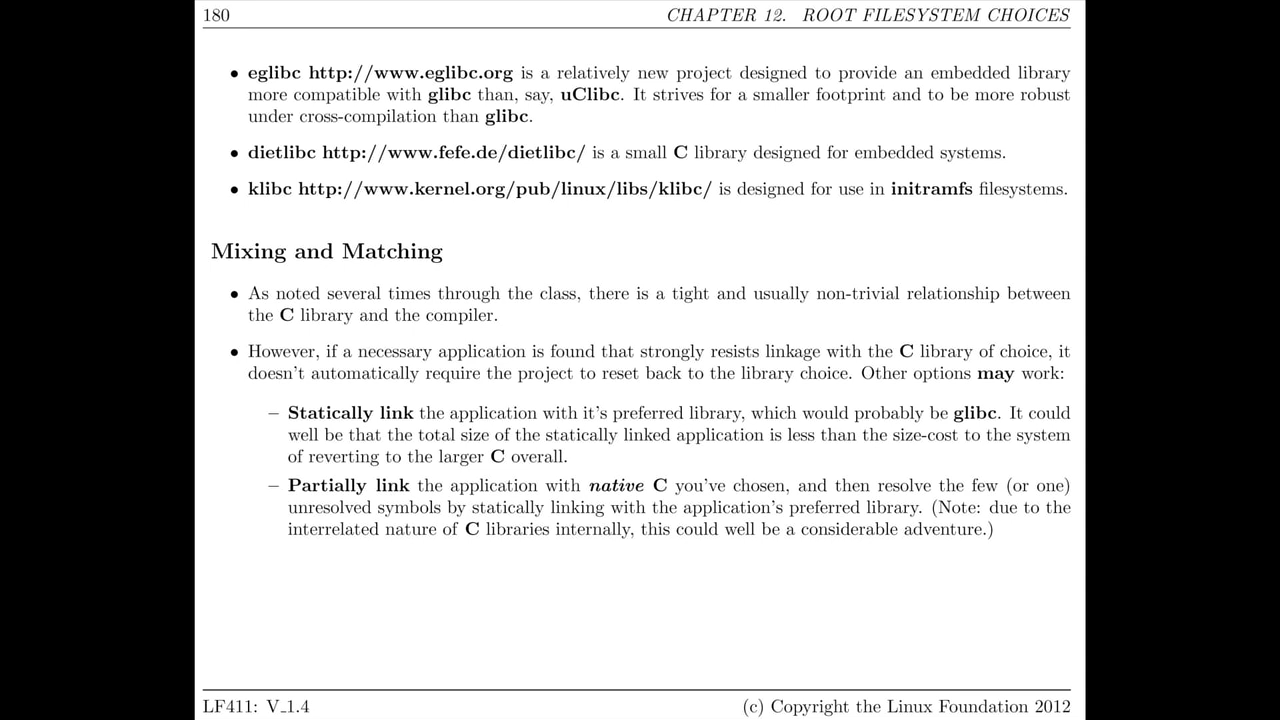 180 CHAPTER 12. ROOT FILESYSTEM CHOICES
• eglibc http://www.eglibc.org is a relatively new project designed to provide an embedded library
more compatible with glibc than, say, uClibc. It strives for a smaller footprint and to be more robust
under cross-compilation than glibc.
• dietlibc http://www.fefe.de/dietlibc/ is a small C library designed for embedded systems.
• klibc http://www.kernel.org/pub/linux/libs/klibc/ is designed for use in initramfs filesystems.
Mixing and Matching
• As noted several times through the class, there is a tight and usually non-trivial relationship between
the C library and the compiler.
• However, if a necessary application is found that strongly resists linkage with the C library of choice, it
doesn't automatically require the project to reset back to the library choice. Other options may work:
– Statically link the application with it's preferred library, which would probably be glibc. It could
well be that the total size of the statically linked application is less than the size-cost to the system
of reverting to the larger C overall.
– Partially link the application with native C you've chosen, and then resolve the few (or one)
unresolved symbols by statically linking with the application's preferred library. (Note: due to the
interrelated nature of C libraries internally, this could well be a considerable adventure.)
LF411: V_1.4 (c) Copyright the Linux Foundation 2012